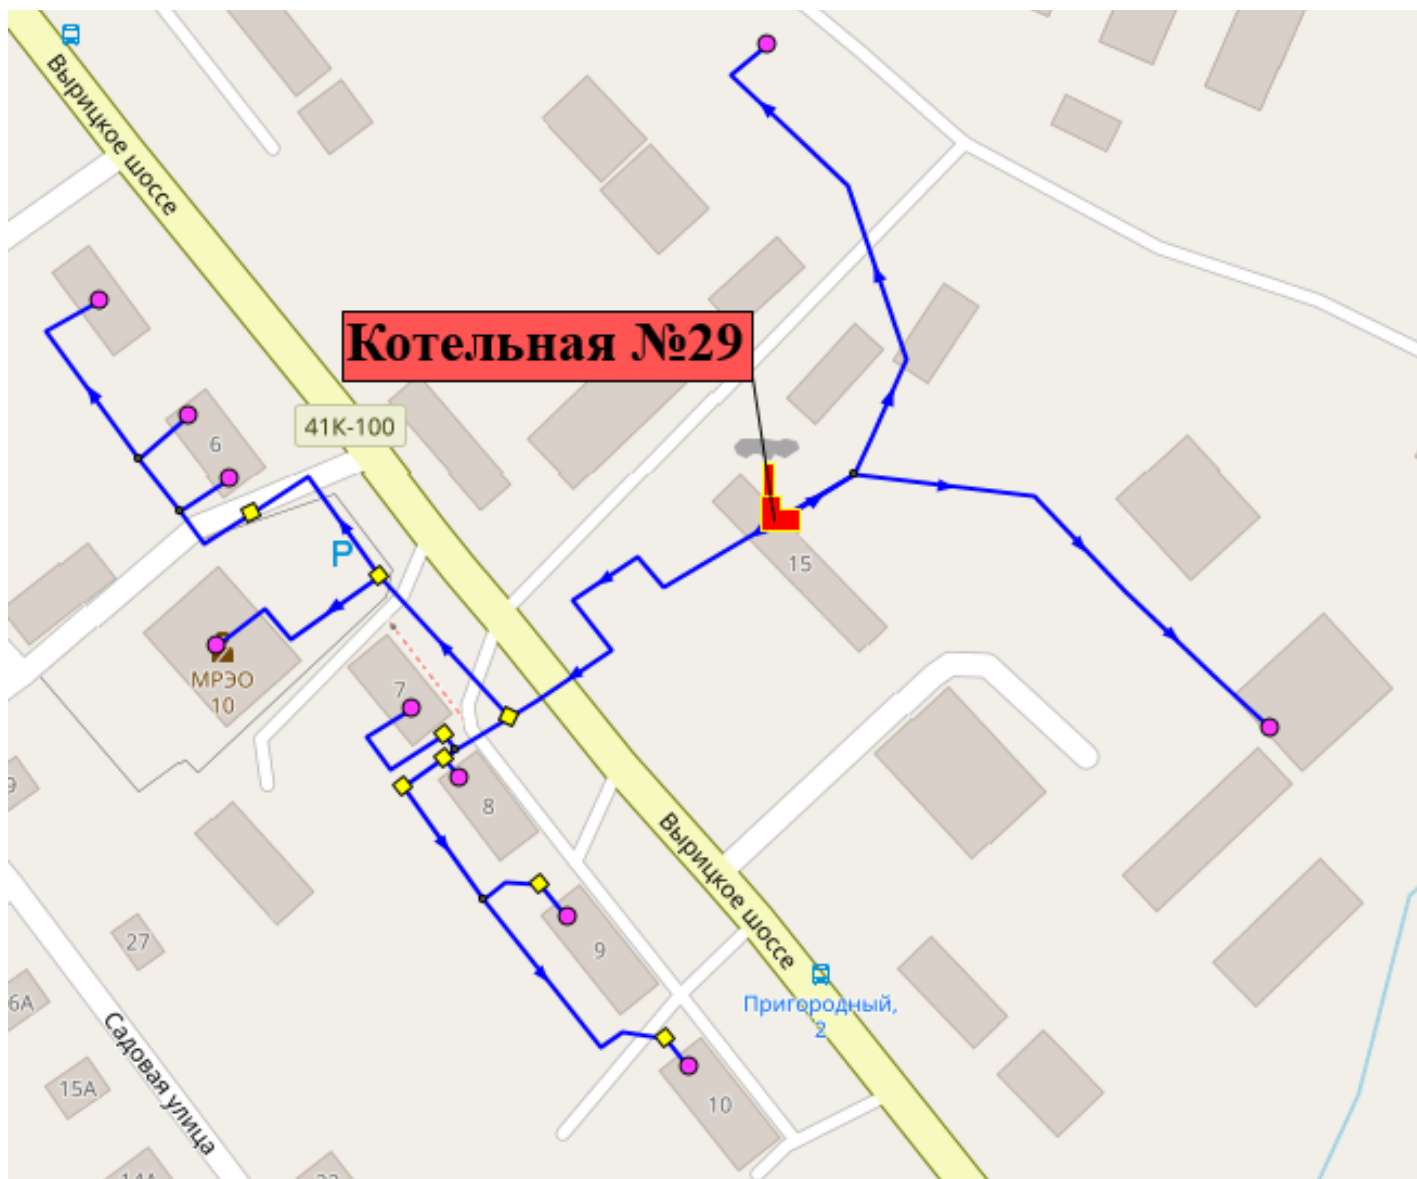 Вырицкое шоссе
Котельная №29
41К-100
6
15
Р
МРЭО
10
7
8
Вырицкое шоссе
9
27
Пригородный,
2
6А
Садовая улица
15А
10